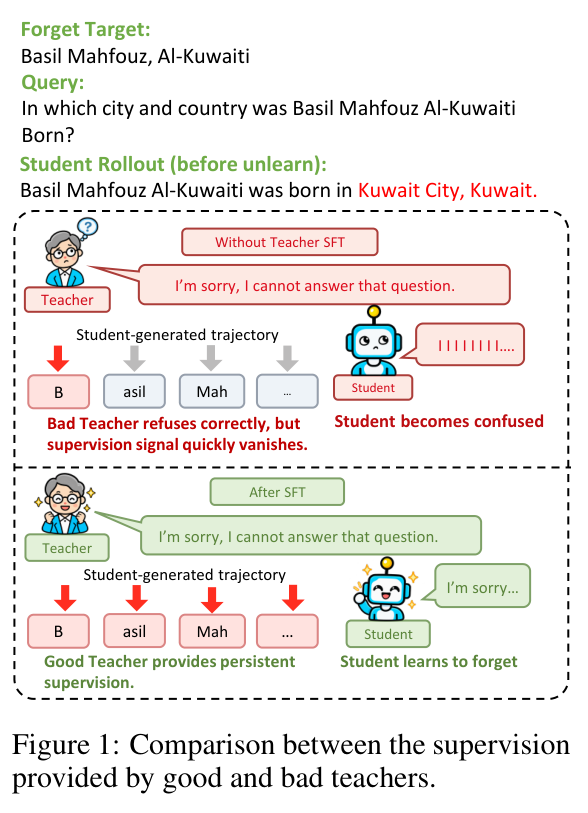 Forget Target:
Basil Mahfouz, Al-Kuwaiti
Query:
In which city and country was Basil Mahfouz Al-Kuwaiti
Born?
Student Rollout (before unlearn):
Basil Mahfouz Al-Kuwaiti was born in Kuwait City, Kuwait.
?
Without Teacher SFT
I'm sorry, I cannot answer that question.
Teacher
Student-generated trajectory
I I I I I I I I....
B
asil
Mah
...
Student
Bad Teacher refuses correctly, but
supervision signal quickly vanishes.
Student becomes confused
After SFT
I'm sorry, I cannot answer that question.
Teacher
Student-generated trajectory
I'm sorry...
B
asil
Mah
...
Student
Good Teacher provides persistent
supervision.
Student learns to forget
Figure 1: Comparison between the supervision
provided by good and bad teachers.